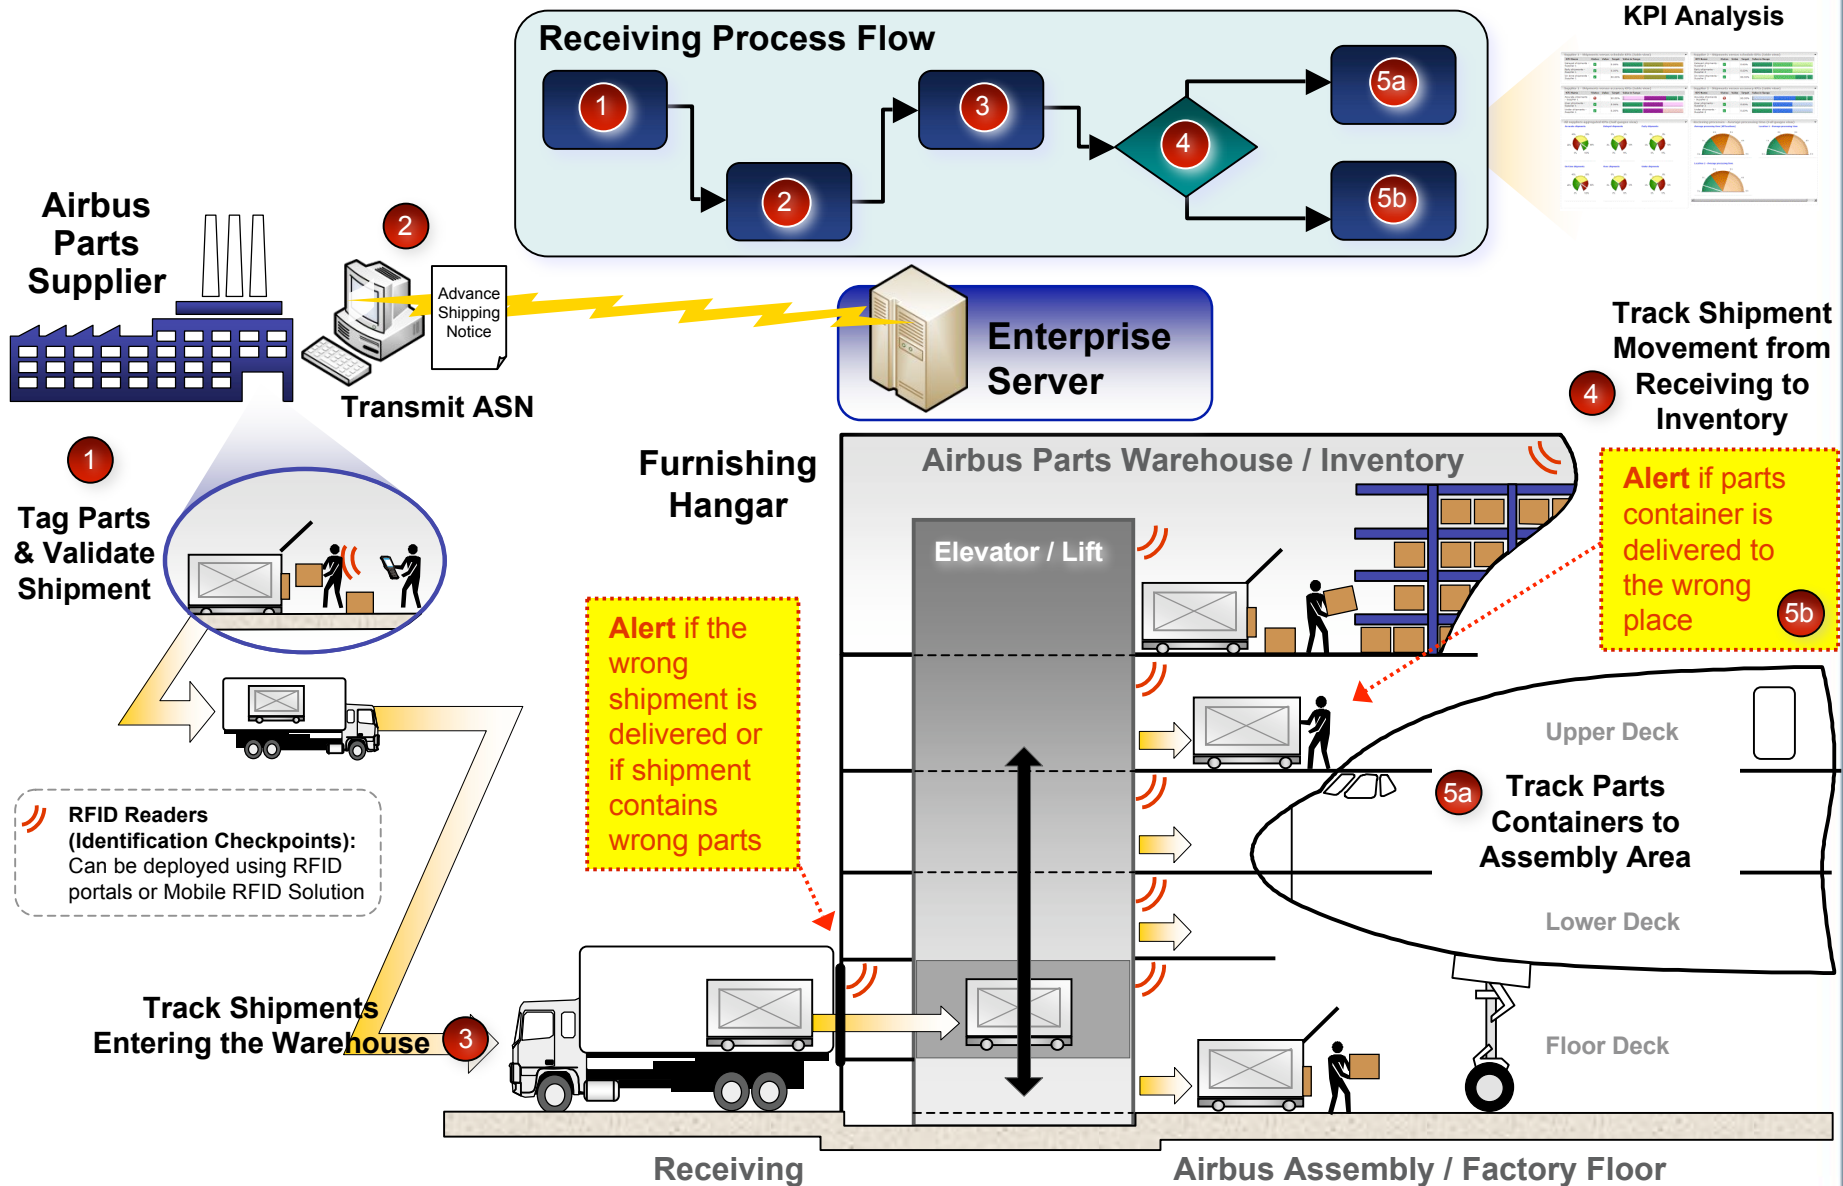 KPI Analysis
Receiving Process Flow
1
2
3
4
5a
5b
Airbus
Parts
Supplier
2
Advance
Shipping
Notice
Transmit ASN
Enterprise
Server
Track Shipment
Movement from
Receiving to
Inventory
4
1
Tag Parts
& Validate
Shipment
Furnishing
Hangar
Airbus Parts Warehouse / Inventory
Elevator / Lift
Alert if parts
container is
delivered to
the wrong
place
5b
Alert if the
wrong
shipment is
delivered or
if shipment
contains
wrong parts
Upper Deck
5a
Track Parts
Containers to
Assembly Area
Lower Deck
Floor Deck
RFID Readers
(Identification Checkpoints):
Can be deployed using RFID
portals or Mobile RFID Solution
Track Shipments
Entering the Warehouse
3
Receiving
Airbus Assembly / Factory Floor